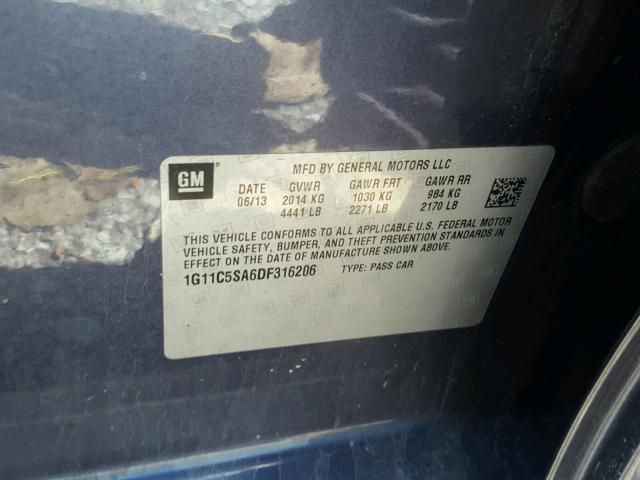 GM
MFD BY GENERAL MOTORS LLC
DATE GVWR GAWR FRT GAWR RR
06/13 2014 KG 1030 KG 984 KG
4441 LB 2271 LB 2170 LB
THIS VEHICLE CONFORMS TO ALL APPLICABLE U.S. FEDERAL MOTOR
VEHICLE SAFETY, BUMPER, AND THEFT PREVENTION STANDARDS IN
EFFECT ON THE DATE OF MANUFACTURE SHOWN ABOVE.
1G11C5SA6DF316206 TYPE: PASS CAR